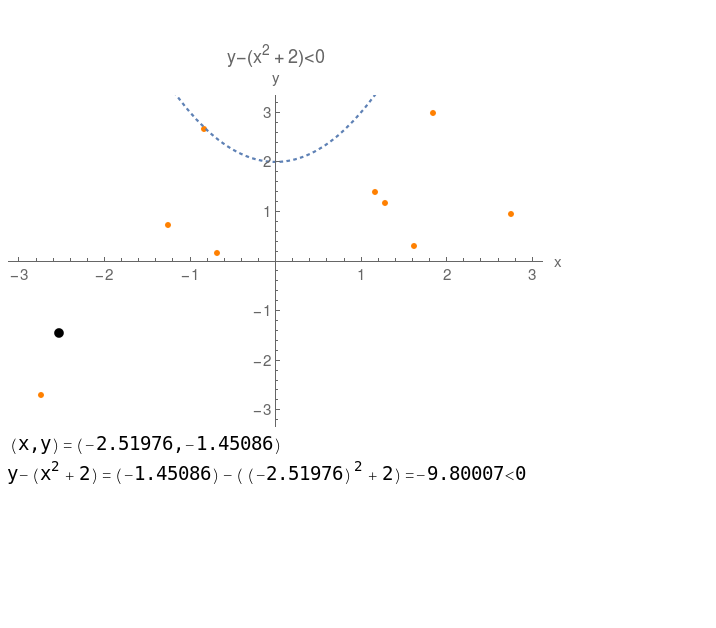 y−(x² + 2)<0
y
3
2
1
−3 −2 −1 1 2 3 x
−1
−2
−3
(x,y)=(−2.51976,−1.45086)
y−(x²+2)=(−1.45086)−((−2.51976)²+2)=−9.80007<0